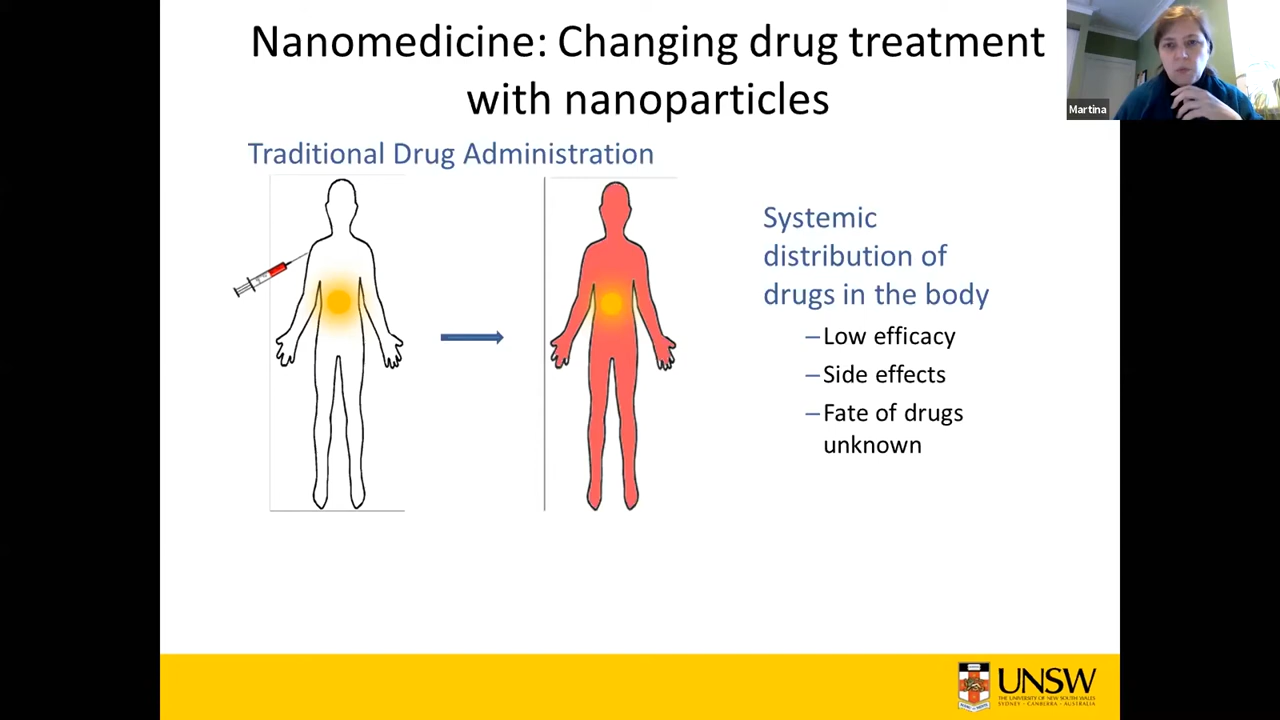 Nanomedicine: Changing drug treatment
with nanoparticles
Martina
Traditional Drug Administration
Systemic
distribution of
drugs in the body
–Low efficacy
–Side effects
–Fate of drugs
unknown
UNSW
THE UNIVERSITY OF NEW SOUTH WALES
SYDNEY · CANBERRA · AUSTRALIA